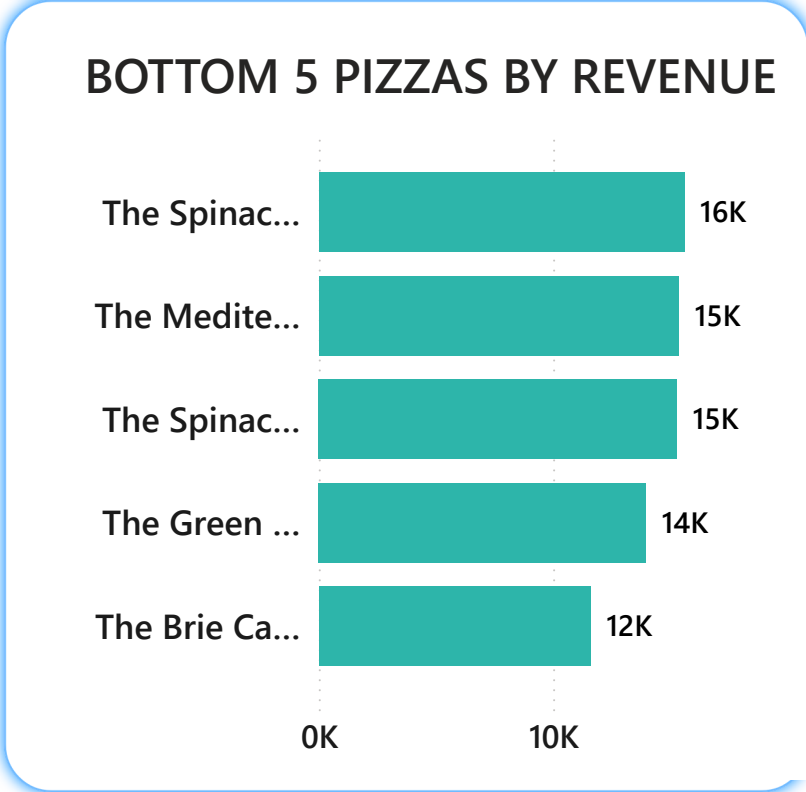 BOTTOM 5 PIZZAS BY REVENUE
The Spinac... 16K
The Medite... 15K
The Spinac... 15K
The Green ... 14K
The Brie Ca... 12K
0K 10K